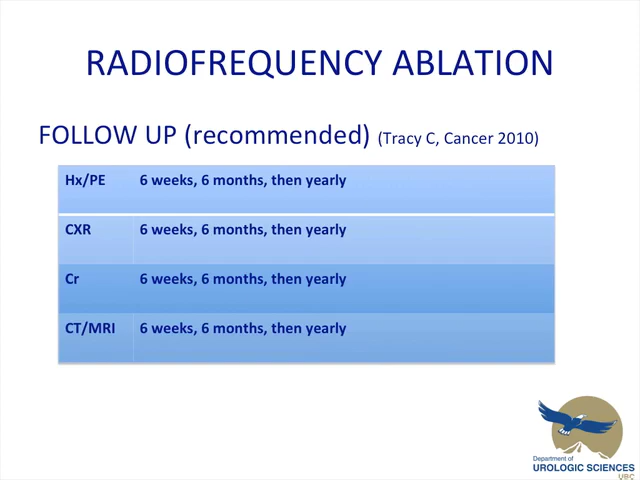 RADIOFREQUENCY ABLATION
FOLLOW UP (recommended) (Tracy C, Cancer 2010)
Hx/PE 6 weeks, 6 months, then yearly
CXR 6 weeks, 6 months, then yearly
Cr 6 weeks, 6 months, then yearly
CT/MRI 6 weeks, 6 months, then yearly
Department of
UROLOGIC SCIENCES
UBC